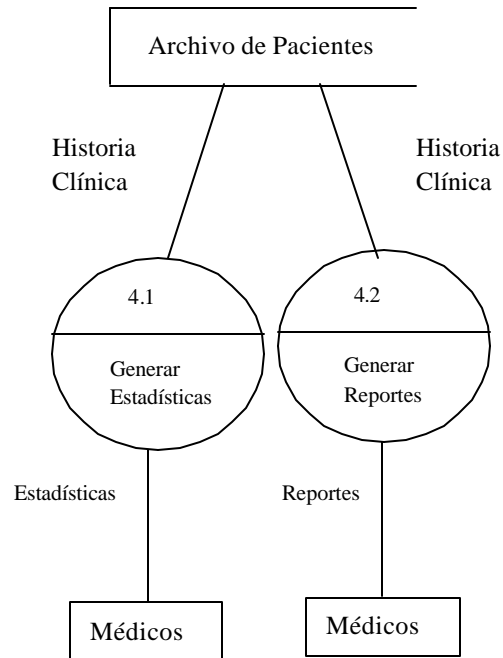 Archivo de Pacientes
Historia
Clínica
Historia
Clínica
4.1
4.2
Generar
Estadísticas
Generar
Reportes
Estadísticas
Reportes
Médicos
Médicos